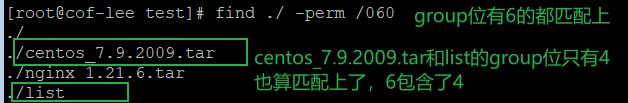 [root@cof-lee test]# find ./ -perm /060
group位有6的都匹配上
./
./centos_7.9.2009.tar
centos_7.9.2009.tar和list的group位只有4
./nginx 1.21.6.tar
也算匹配上了，6包含了4
./list